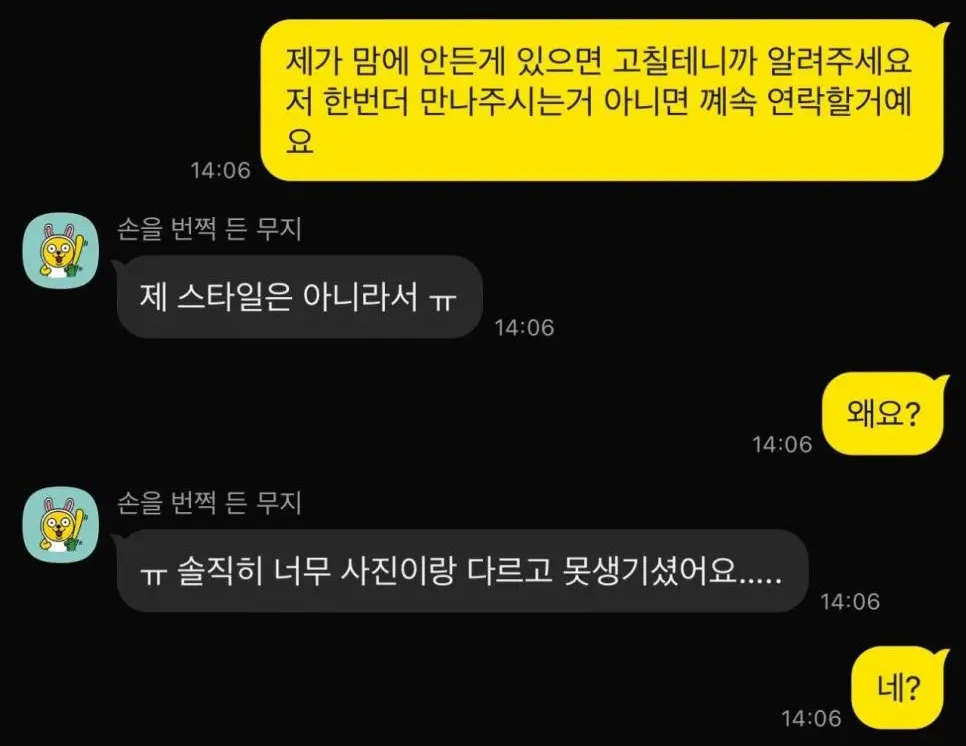 제가 맘에 안든게 있으면 고칠테니까 알려주세요
저 한번더 만나주시는거 아니면 꼐속 연락할거예
요
14:06
손을 번쩍 든 무지
제 스타일은 아니라서 ㅠ
14:06
왜요?
14:06
손을 번쩍 든 무지
ㅠ 솔직히 너무 사진이랑 다르고 못생기셨어요.....
14:06
네?
14:06